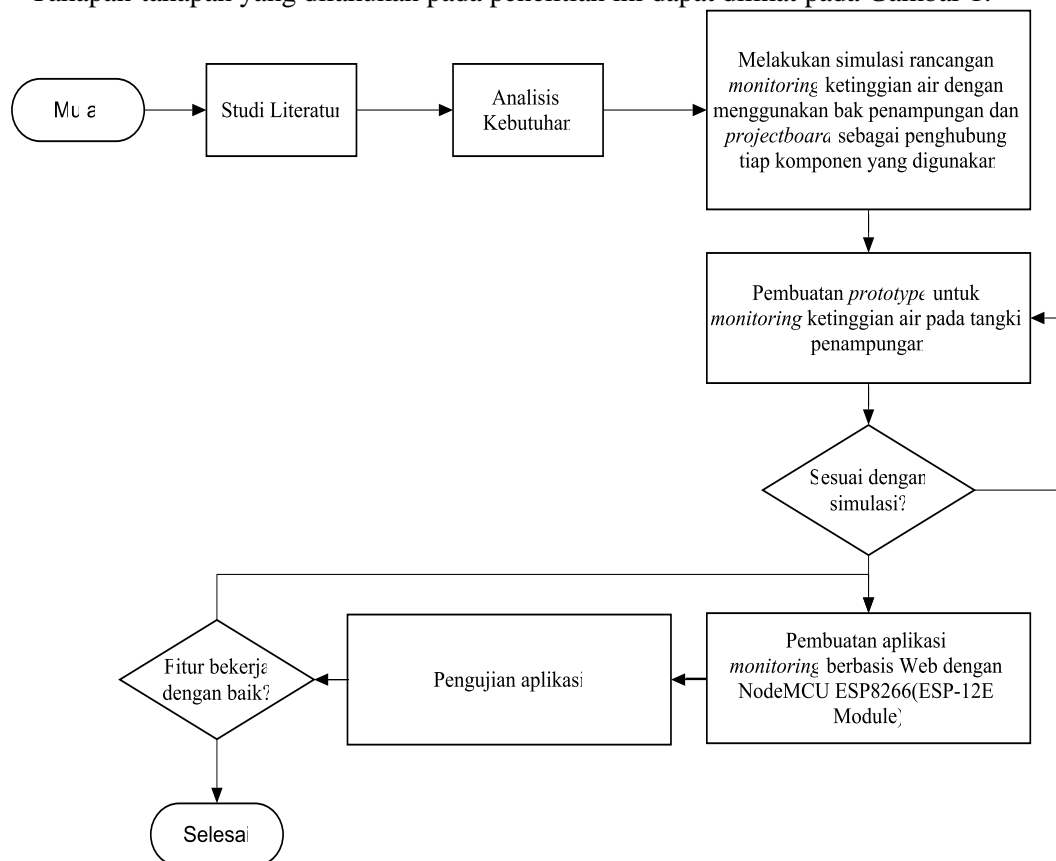 Tahapan-tahapan yang dilakukan pada penelitian ini dapat dilihat pada Gambar 1.
Mulai
Studi Literatur
Analisis
Kebutuhan
Melakukan simulasi rancangan
monitoring ketinggian air dengan
menggunakan bak penampungan dan
projectboard sebagai penghubung
tiap komponen yang digunakan
Pembuatan prototype untuk
monitoring ketinggian air pada tangki
penampungan
Sesuai dengan
simulasi?
Pembuatan aplikasi
monitoring berbasis Web dengan
NodeMCU ESP8266(ESP-12E
Module)
Pengujian aplikasi
Fitur bekerja
dengan baik?
Selesai